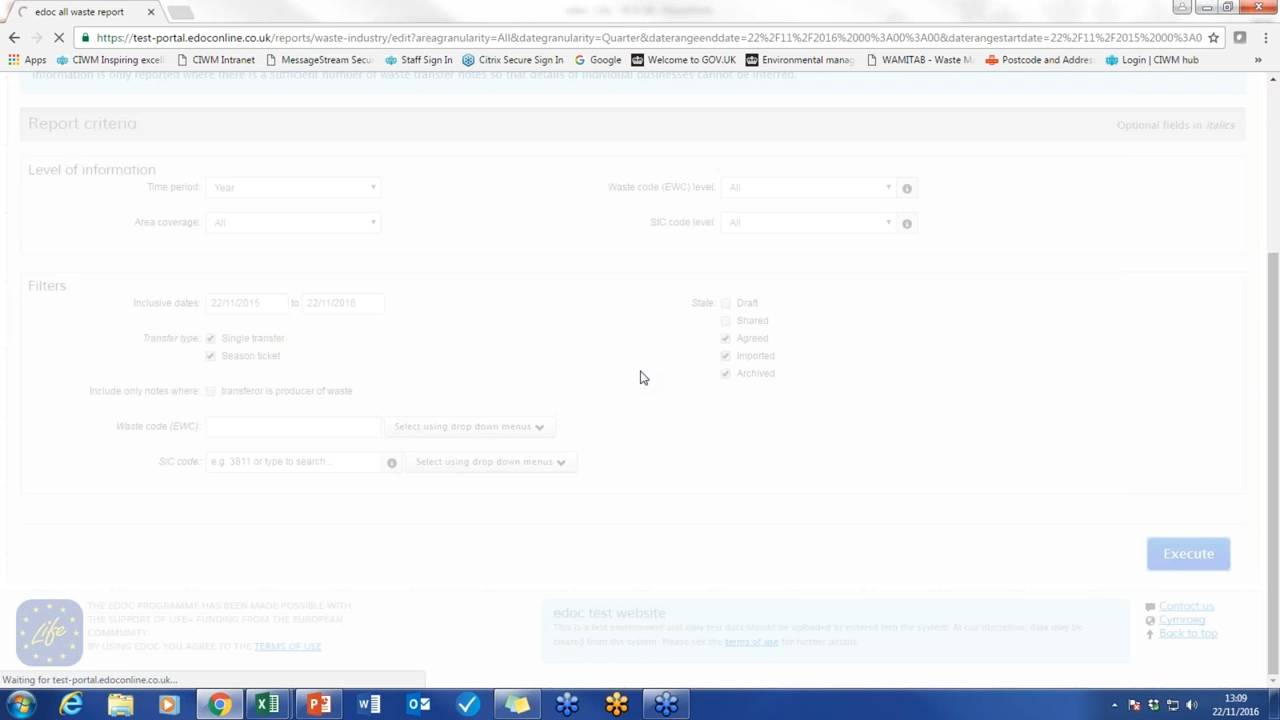 edoc all waste report
https://test-portal.edoconline.co.uk/reports/waste-industry/edit?areagranularity=All&dategranularity=Quarter&daterangeenddate=22%2F11%2F2016%2000%3A00%3A00&daterangestartdate=22%2F11%2F2015%2000%3A0
Apps CIWM Inspiring excell CIWM Intranet MessageStream Sec Staff Sign In Citrix Secure Sign In Google Welcome to GOV.UK Environmental manag WAMITAB - Waste M Postcode and Addres Login | CIWM hub
Information is only reported where there is a sufficient number of waste transfer notes so that details of individual businesses cannot be inferred.
Report criteria Optional fields in italics
Level of information
Time period: Year Waste code (EWC) level: All
Area coverage: All SIC code level: All
Filters
Inclusive dates: 22/11/2015 to 22/11/2016 State: Draft
Shared
Transfer type: Single transfer Agreed
Season ticket Imported
Archived
Include only notes where: transferor is producer of waste
Waste code (EWC): Select using drop down menus
SIC code: e.g. 3811 or type to search... Select using drop down menus
Execute
Life
THE EDOC PROGRAMME HAS BEEN MADE POSSIBLE WITH
THE SUPPORT OF LIFE+ FUNDING FROM THE EUROPEAN
COMMUNITY.
BY USING EDOC YOU AGREE TO THE TERMS OF USE
edoc test website
This is a test environment and only test data should be uploaded or entered into the system. At our discretion, data may be
cleared from the system. Please see the terms of use for further details.
Contact us
Cymraeg
Back to top
Waiting for test-portal.edoconline.co.uk...
13:09
22/11/2016